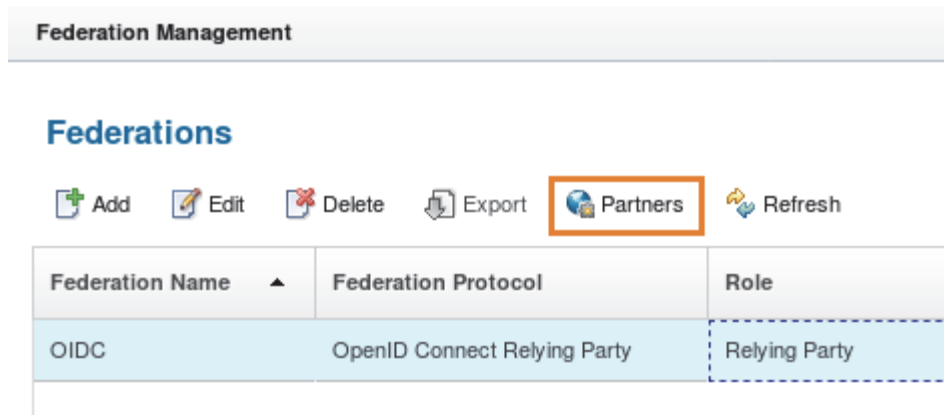 Federation Management
Federations
Add Edit Delete Export Partners Refresh
Federation Name Federation Protocol Role
OIDC OpenID Connect Relying Party Relying Party